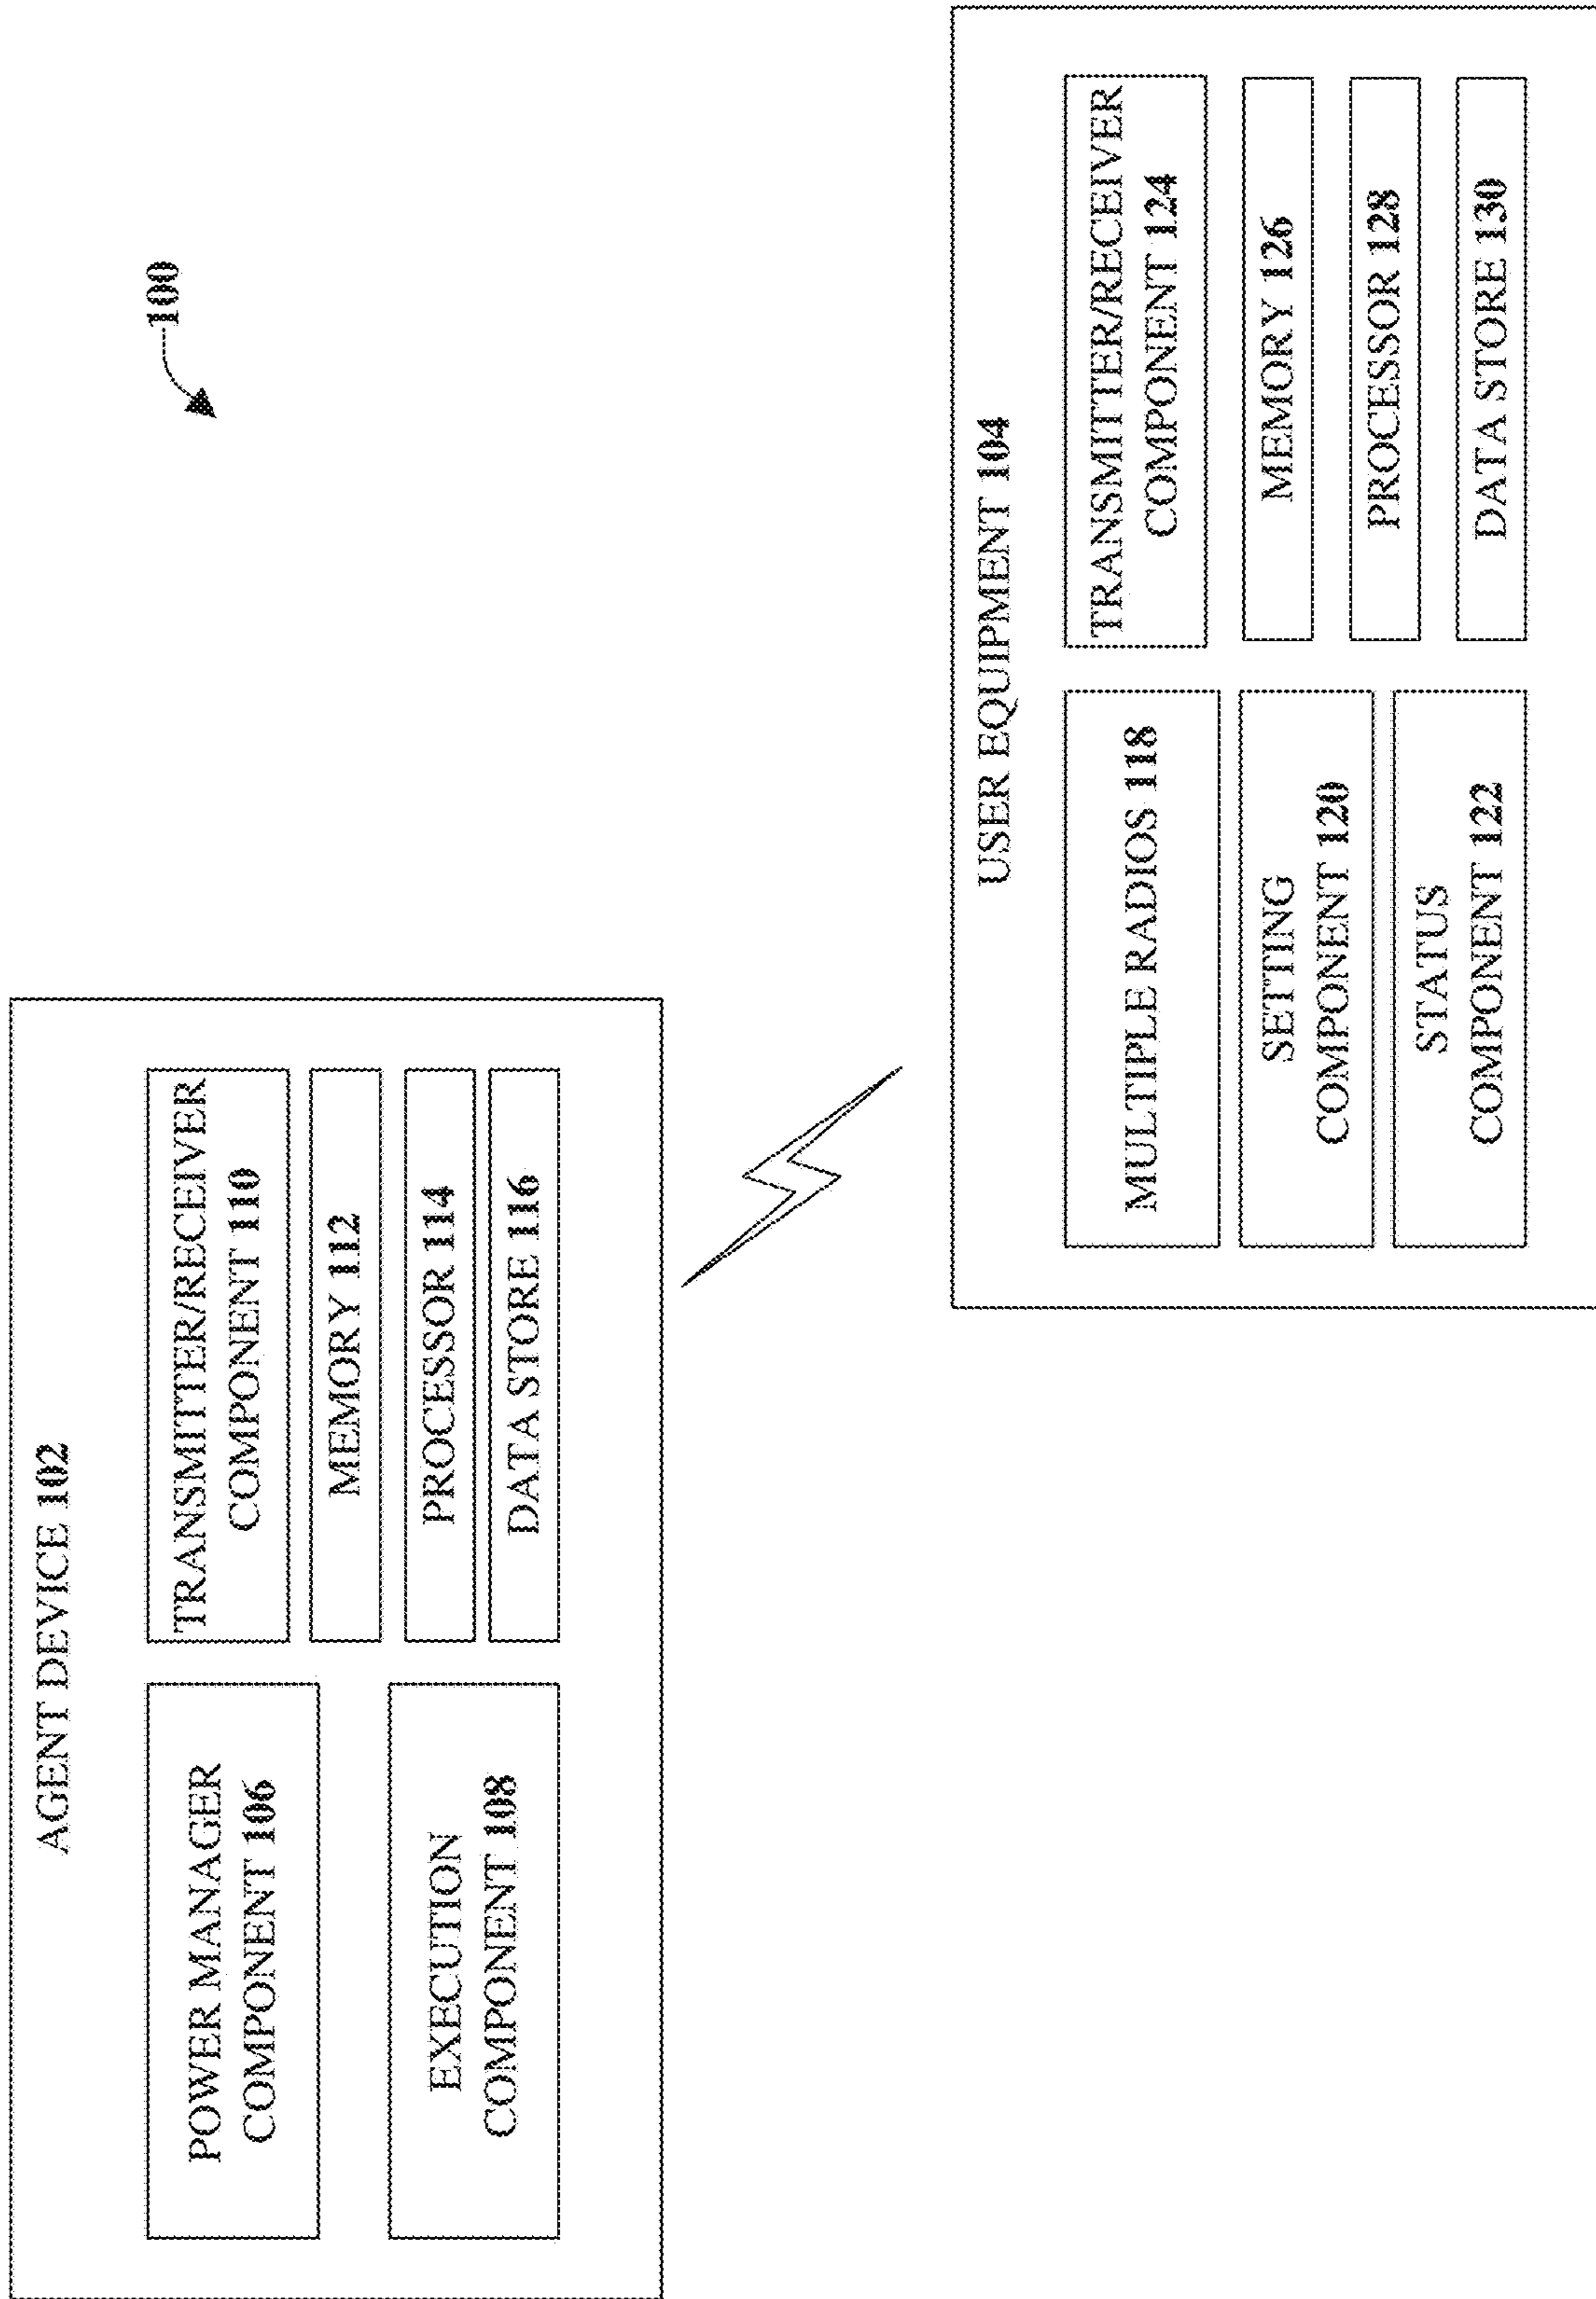 100
AGENT DEVICE 102
POWER MANAGER
COMPONENT 106
EXECUTION
COMPONENT 108
TRANSMITTER/RECEIVER
COMPONENT 110
MEMORY 112
PROCESSOR 114
DATA STORE 116
USER EQUIPMENT 104
MULTIPLE RADIOS 118
SETTING
COMPONENT 120
STATUS
COMPONENT 122
TRANSMITTER/RECEIVER
COMPONENT 124
MEMORY 126
PROCESSOR 128
DATA STORE 130